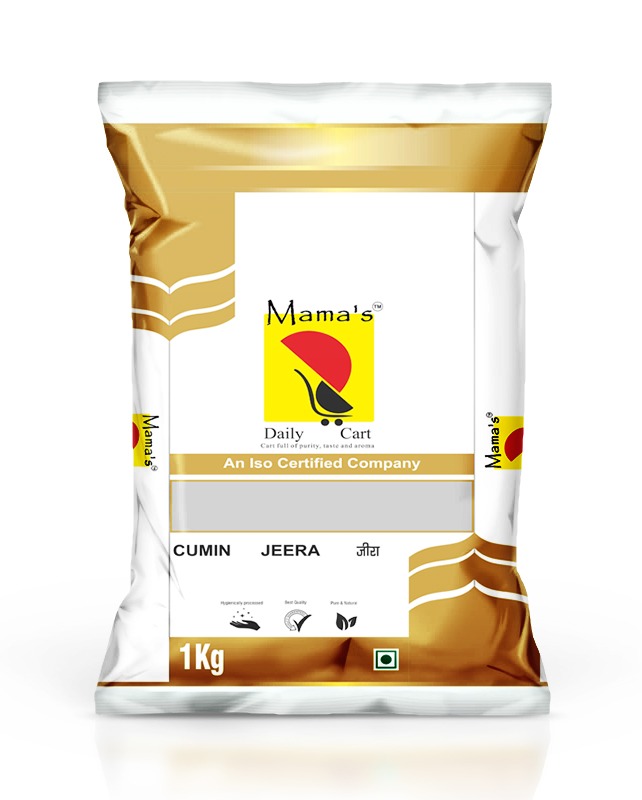 Mama's™
Daily Cart
Cart full of purity, taste and aroma
An Iso Certified Company
CUMIN JEERA जीरा
Hygienically processed Best Quality Pure & Natural
1Kg
Mama's®
Mama's®